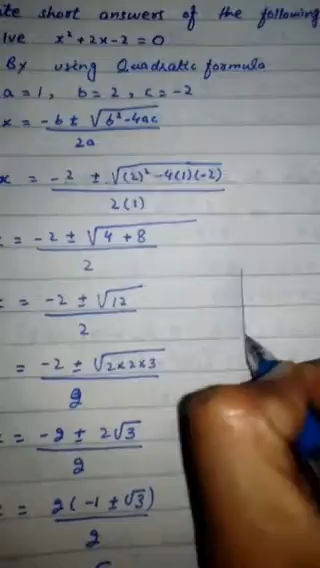 ite short answers of the following
lve x² + 2x - 2 = 0
By using Quadratic formula
a = 1, b = 2, c = -2
x = -b ± √b² - 4ac / 2a
x = -2 ± √(2)² - 4(1)(-2) / 2(1)
= -2 ± √4 + 8 / 2
= -2 ± √12 / 2
= -2 ± √2×2×3 / 2
= -2 ± 2√3 / 2
= 2(-1 ± √3) / 2